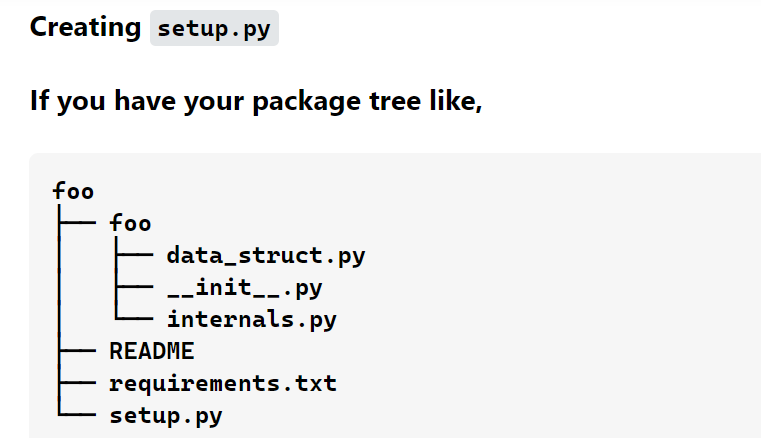 Creating setup.py
If you have your package tree like,
foo
├── foo
│   ├── data_struct.py
│   ├── __init__.py
│   └── internals.py
├── README
├── requirements.txt
└── setup.py